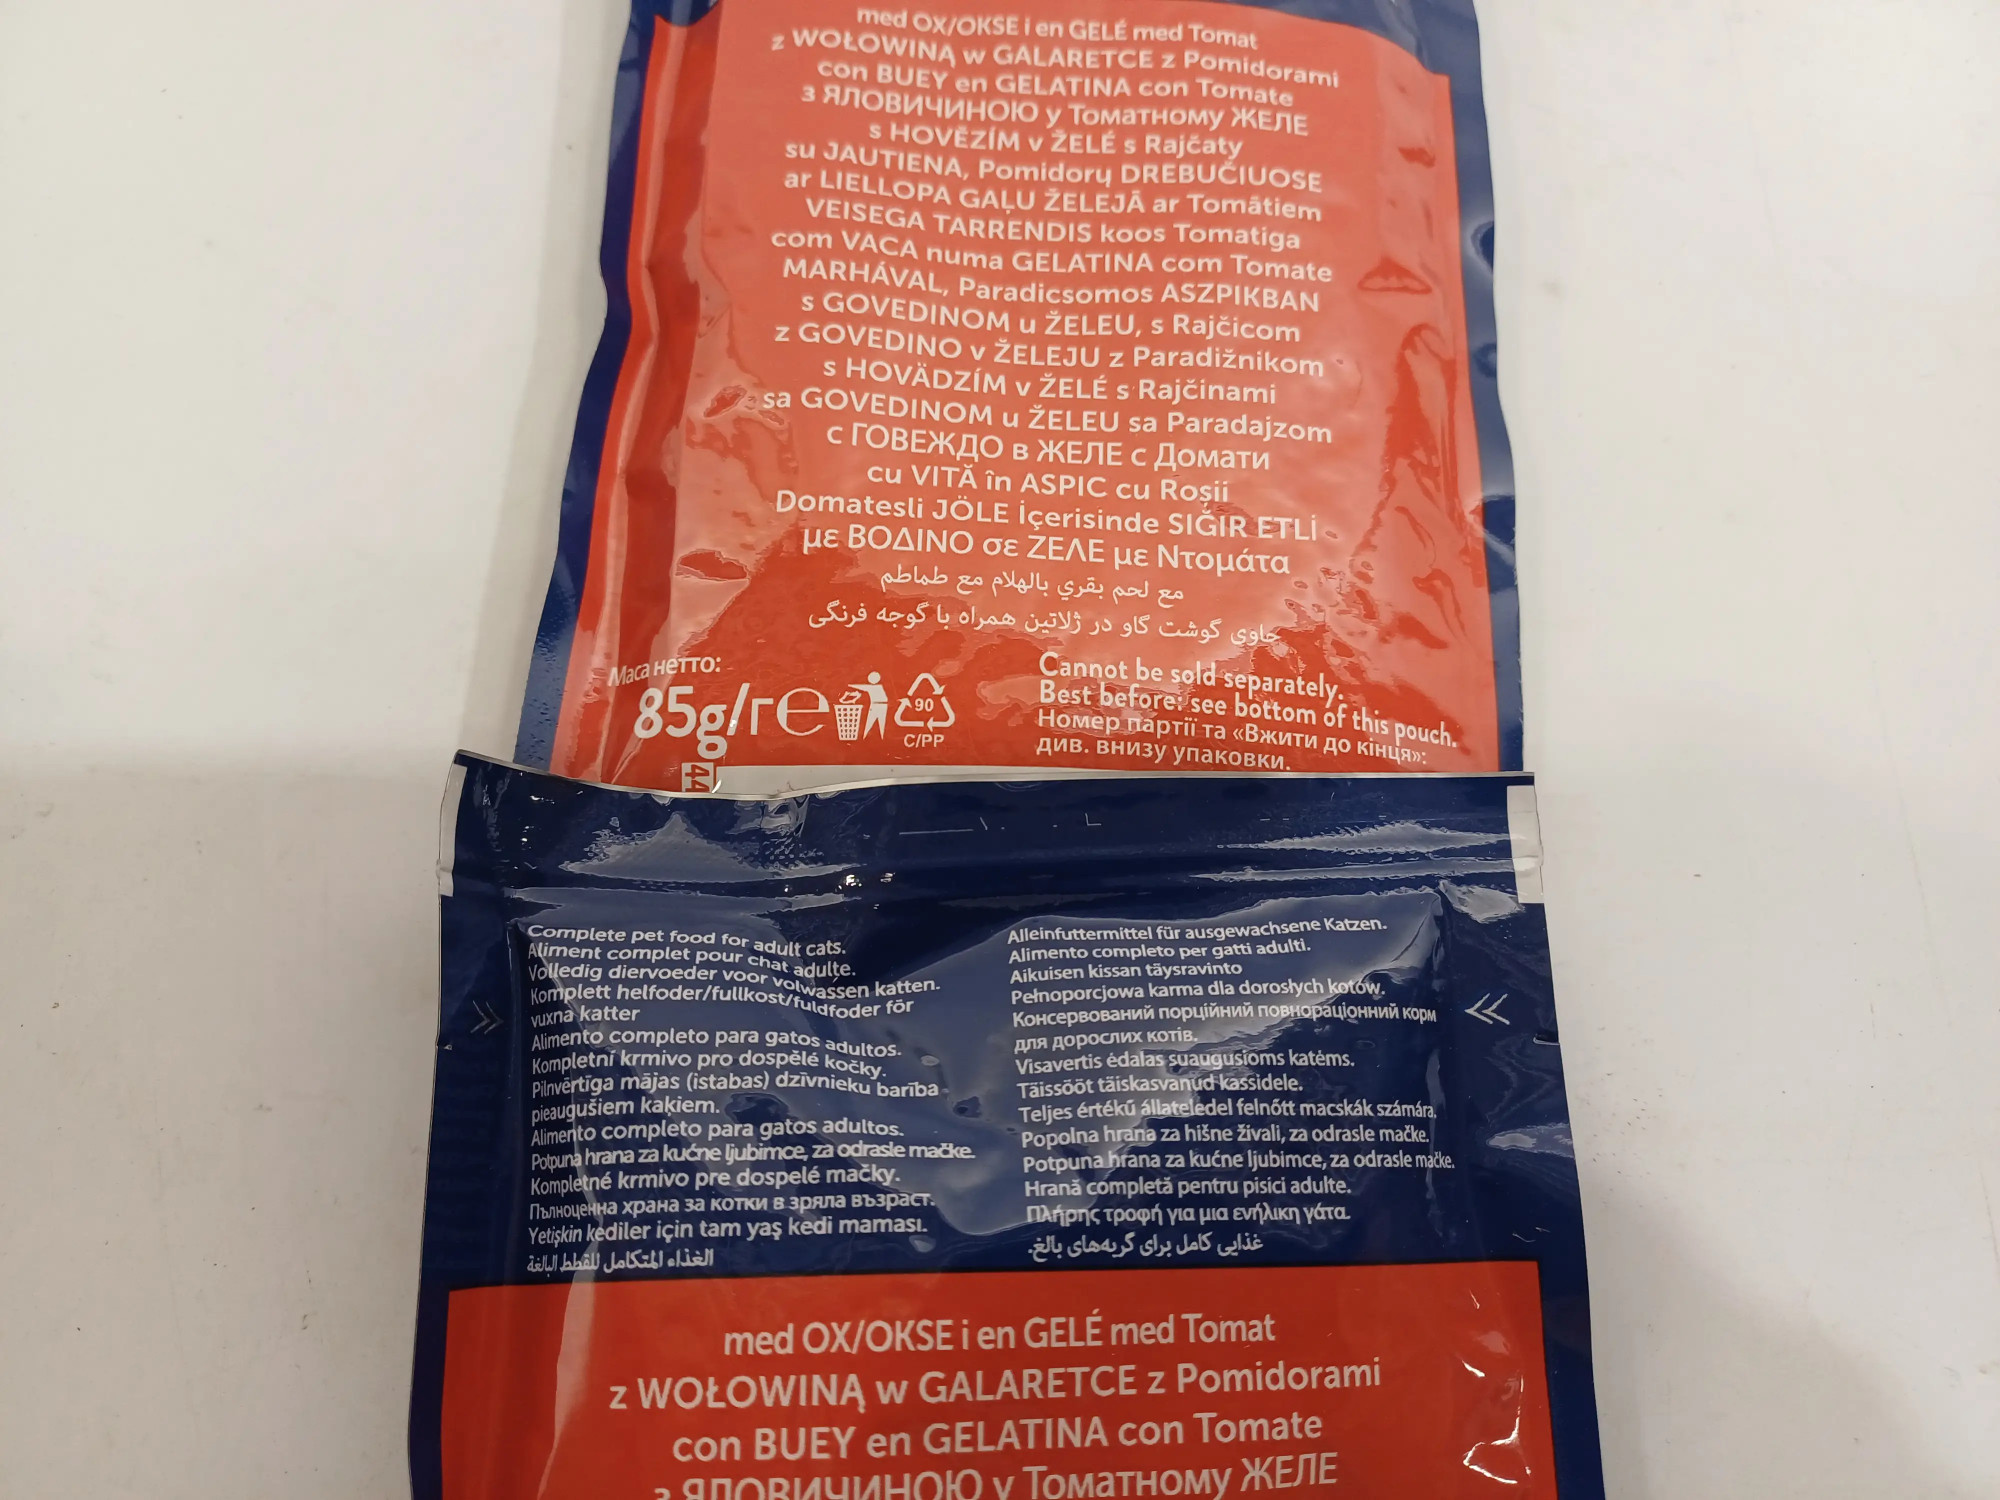 med OX/OKSE i en GELÉ med Tomat
z WOŁOWINĄ w GALARETCE z Pomidorami
con BUEY en GELATINA con Tomate
з ЯЛОВИЧИНОЮ у Томатному ЖЕЛЕ
s HOVĚZÍM v ŽELÉ s Rajčaty
su JAUTIENA, Pomidorų DREBUČIUOSE
ar LIELLOPA GAĻU ŽELEJĀ ar Tomātiem
VEISEGA TARRENDIS koos Tomatiga
com VACA numa GELATINA com Tomate
MARHÁVAL, Paradicsomos ASZPIKBAN
s GOVEDINOM u ŽELEU, s Rajčicom
z GOVEDINO v ŽELEJU z Paradižnikom
s HOVÄDZÍM v ŽELÉ s Rajčinami
sa GOVEDINOM u ŽELEU sa Paradajzom
с ГОВЕЖДО в ЖЕЛЕ с Домати
cu VITĂ în ASPIC cu Roșii
Domatesli JÖLE İçerisinde SIĞIR ETLİ
με ΒΟΔΙΝΟ σε ΖΕΛΕ με Ντομάτα
مع لحم بقري بالهلام مع طماطم
حاوی گوشت گاو در ژلاتین همراه با گوجه فرنگی
Маса нетто:
85g/г℮
90
C/PP
44
Cannot be sold separately.
Best before: see bottom of this pouch.
Номер партії та «Вжити до кінця»:
див. внизу упаковки.
Complete pet food for adult cats.
Aliment complet pour chat adulte.
Volledig diervoeder voor volwassen katten.
Komplett helfoder/fullkost/fuldfoder för
vuxna katter
Alimento completo para gatos adultos.
Kompletní krmivo pro dospělé kočky.
Pilnvērtīga mājas (istabas) dzīvnieku barība
pieaugušiem kaķiem.
Alimento completo para gatos adultos.
Potpuna hrana za kućne ljubimce, za odrasle mačke.
Kompletné krmivo pre dospelé mačky.
Пълноценна храна за котки в зряла възраст.
Yetişkin kediler için tam yaş kedi maması.
الغذاء المتكامل للقطط البالغة
Alleinfuttermittel für ausgewachsene Katzen.
Alimento completo per gatti adulti.
Aikuisen kissan täysravinto
Pełnoporcjowa karma dla dorosłych kotów.
Консервований порційний повнораціонний корм
для дорослих котів.
Visavertis ėdalas suaugusioms katėms.
Täissööt täiskasvanud kassidele.
Teljes értékű állateledel felnőtt macskák számára.
Popolna hrana za hišne živali, za odrasle mačke.
Potpuna hrana za kućne ljubimce, za odrasle mačke.
Hrană completă pentru pisici adulte.
Πλήρης τροφή για μια ενήλικη γάτα.
غذایی کامل برای گربه‌های بالغ.
med OX/OKSE i en GELÉ med Tomat
z WOŁOWINĄ w GALARETCE z Pomidorami
con BUEY en GELATINA con Tomate
з ЯЛОВИЧИНОЮ у Томатному ЖЕЛЕ